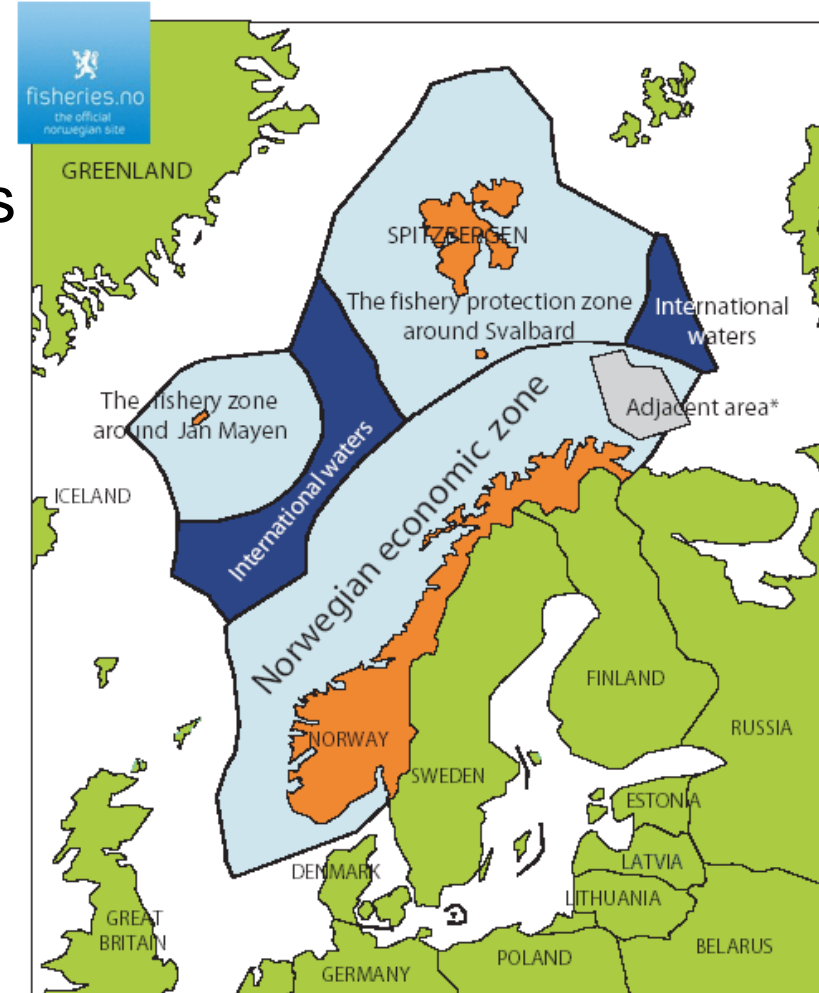 fisheries.no
the official
norwegian site
s
GREENLAND
SPITZBERGEN
The fishery protection zone
around Svalbard
International
waters
The fishery zone
around Jan Mayen
Adjacent area*
ICELAND
International waters
Norwegian economic zone
FINLAND
RUSSIA
NORWAY
SWEDEN
ESTONIA
LATVIA
DENMARK
LITHUANIA
GREAT
BRITAIN
BELARUS
POLAND
GERMANY